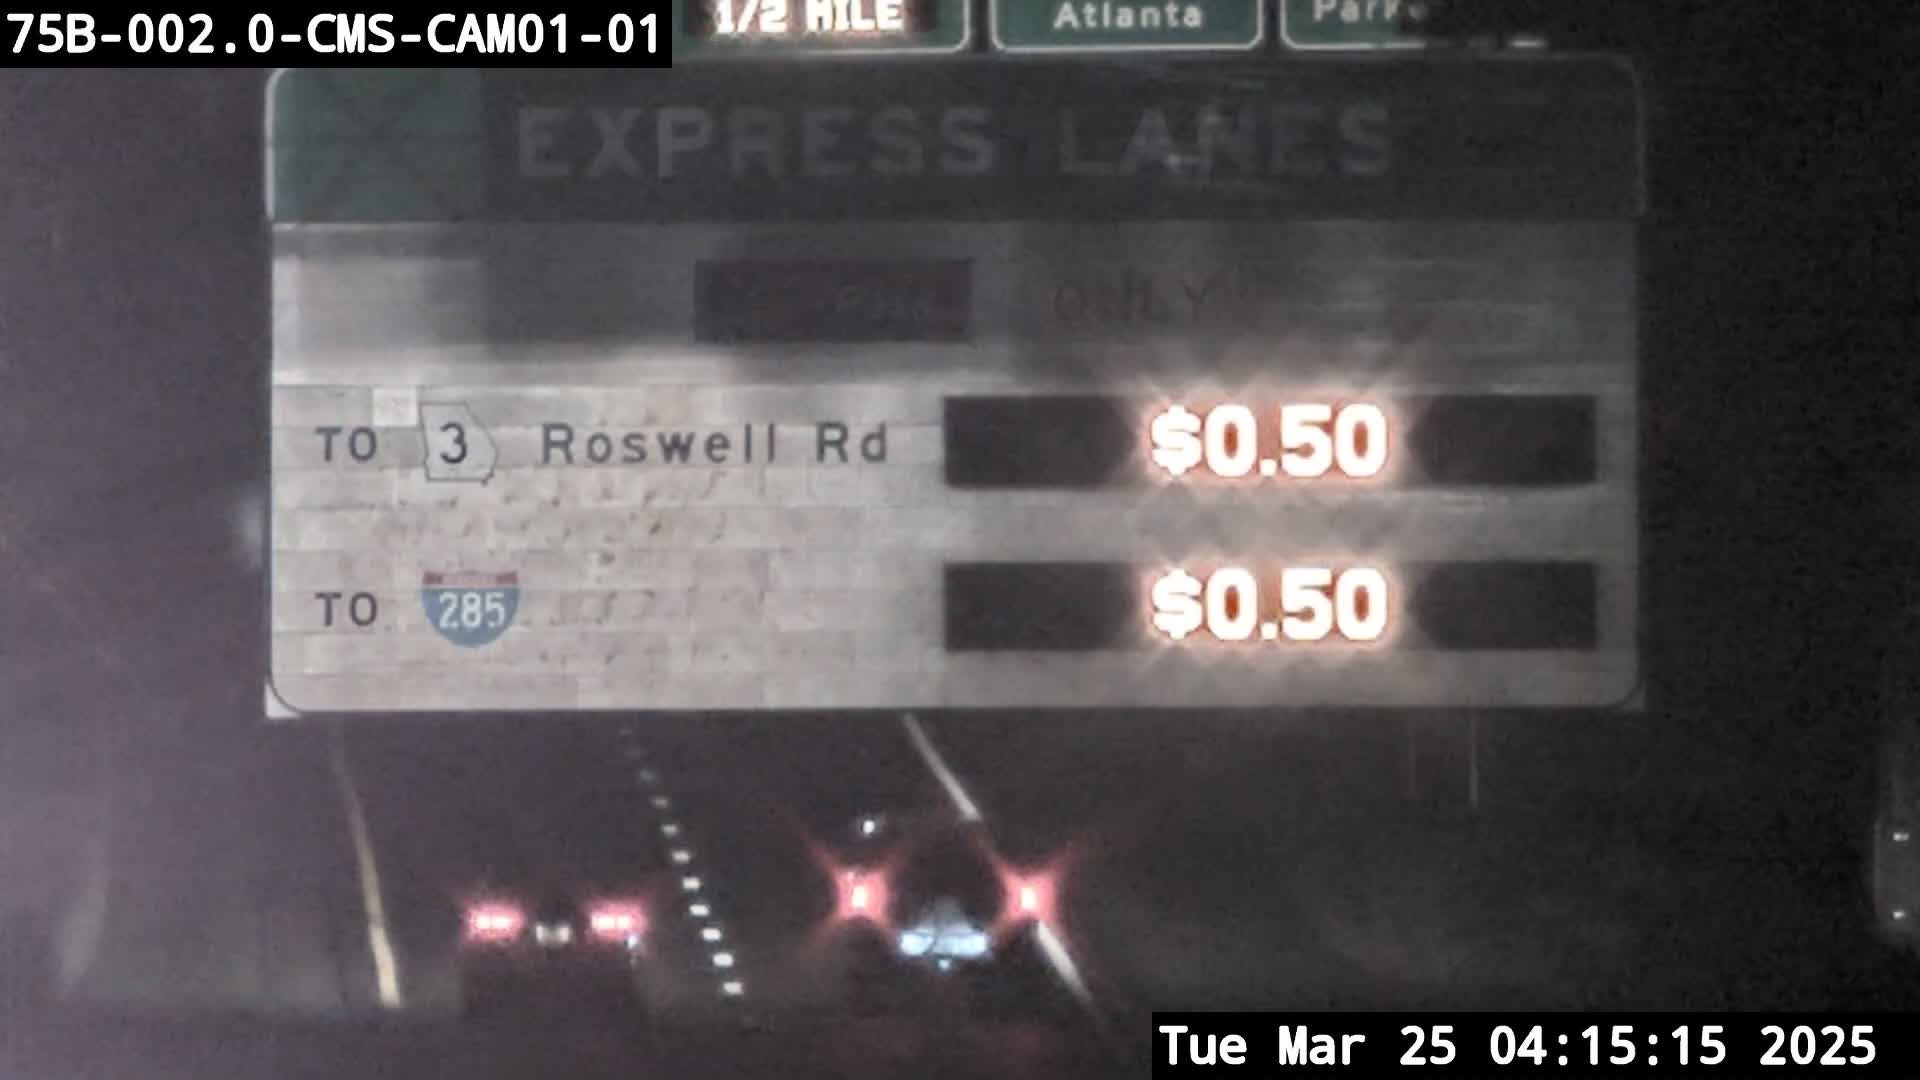 75B-002.0-CMS-CAM01-01
1/2 MILE
Atlanta
EXPRESS LANES
ONLY
TO 3 Roswell Rd $0.50
TO 285 $0.50
Tue Mar 25 04:15:15 2025